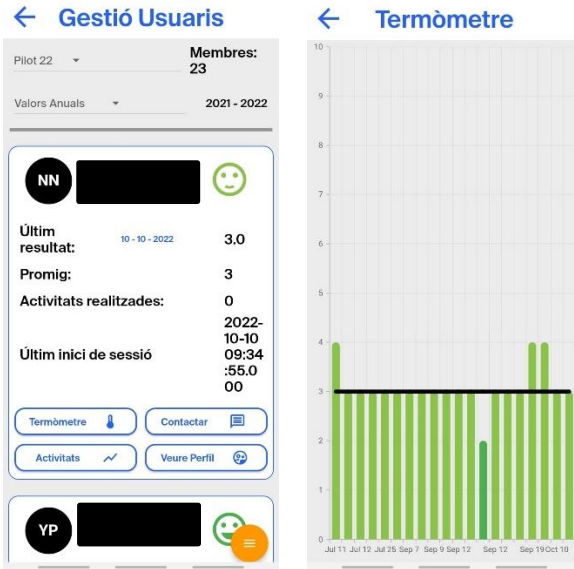 Gestió Usuaris
Pilot 22
Membres:
23
Valors Anuals
2021 - 2022
NN
Últim
resultat:
10 - 10 - 2022
3.0
Promig:
3
Activitats realitzades:
0
Últim inici de sessió
2022-
10-10
09:34
:55.0
00
Termòmetre
Contactar
Activitats
Veure Perfil
YP
Termòmetre
10
9
8
7
6
5
4
3
2
1
0
Jul 11 Jul 12 Jul 25 Sep 7 Sep 9 Sep 12 Sep 12 Sep 19 Oct 10